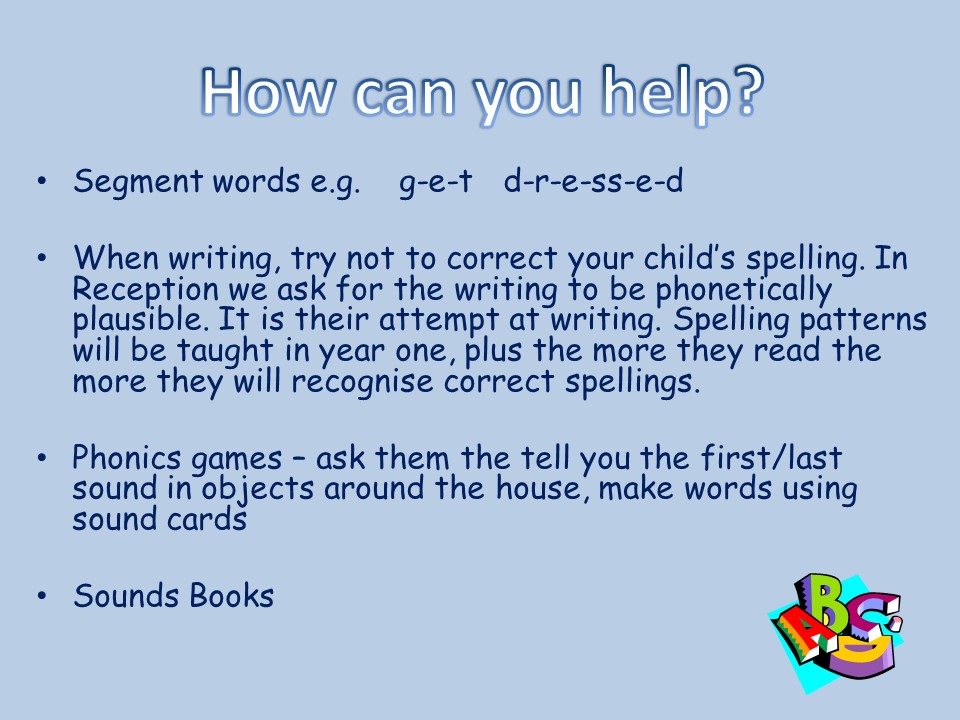 How can you help?
• Segment words e.g. g-e-t d-r-e-ss-e-d
• When writing, try not to correct your child's spelling. In
Reception we ask for the writing to be phonetically
plausible. It is their attempt at writing. Spelling patterns
will be taught in year one, plus the more they read the
more they will recognise correct spellings.
• Phonics games – ask them the tell you the first/last
sound in objects around the house, make words using
sound cards
• Sounds Books
A B C D